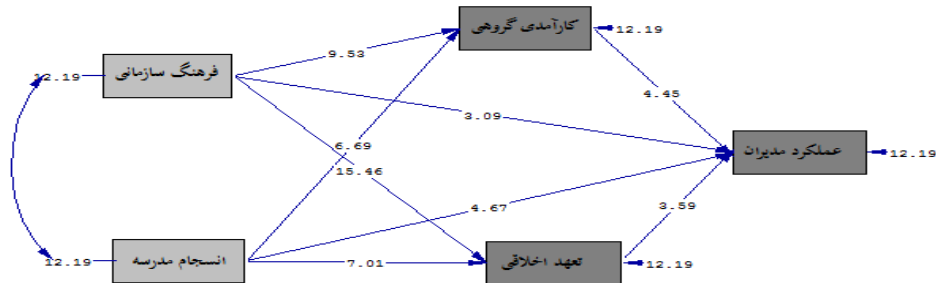 کارآمدی گروهی
12.19
9.53
12.19
فرهنگ سازمانی
4.45
3.09
6.69
عملکرد مدیران
12.19
15.46
4.67
3.59
12.19
انسجام مدرسه
7.01
تعهد اخلاقی
12.19